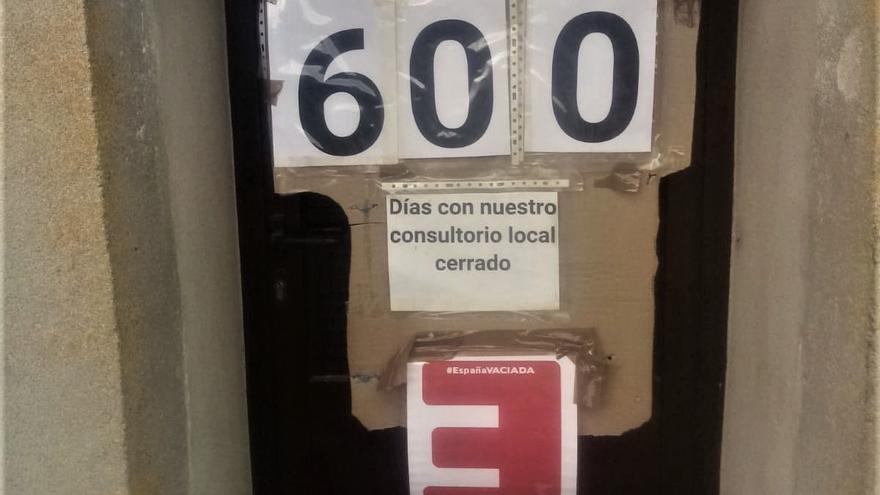 600
Días con nuestro
consultorio local
cerrado
#EspañaVACIADA
E